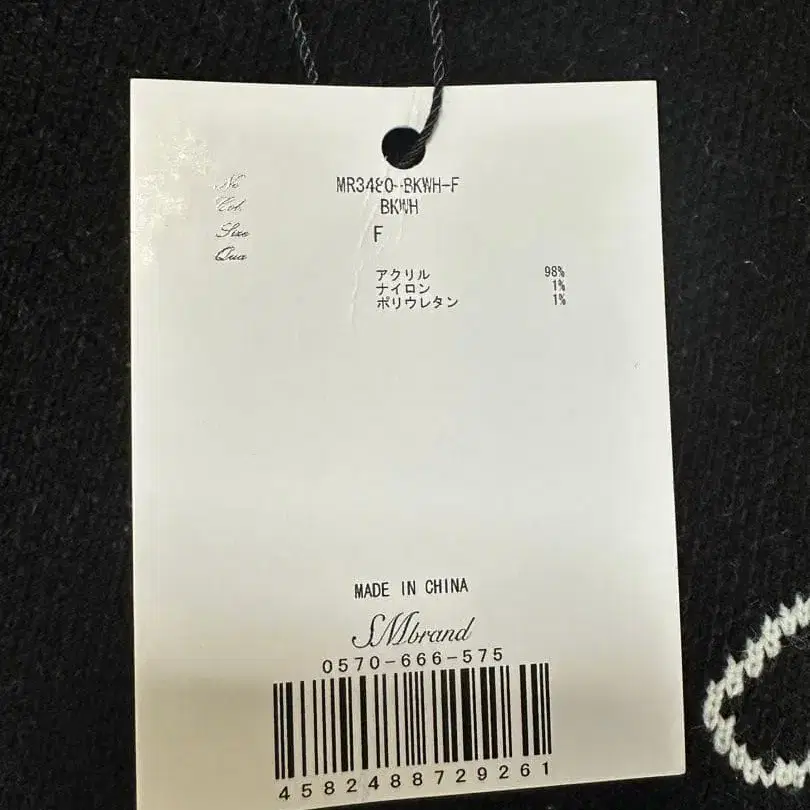 No MR3480-BKWH-F
Col. BKWH
Size F
Qua
アクリル 98%
ナイロン 1%
ポリウレタン 1%
MADE IN CHINA
SMbrand
0570-666-575
4582488729261